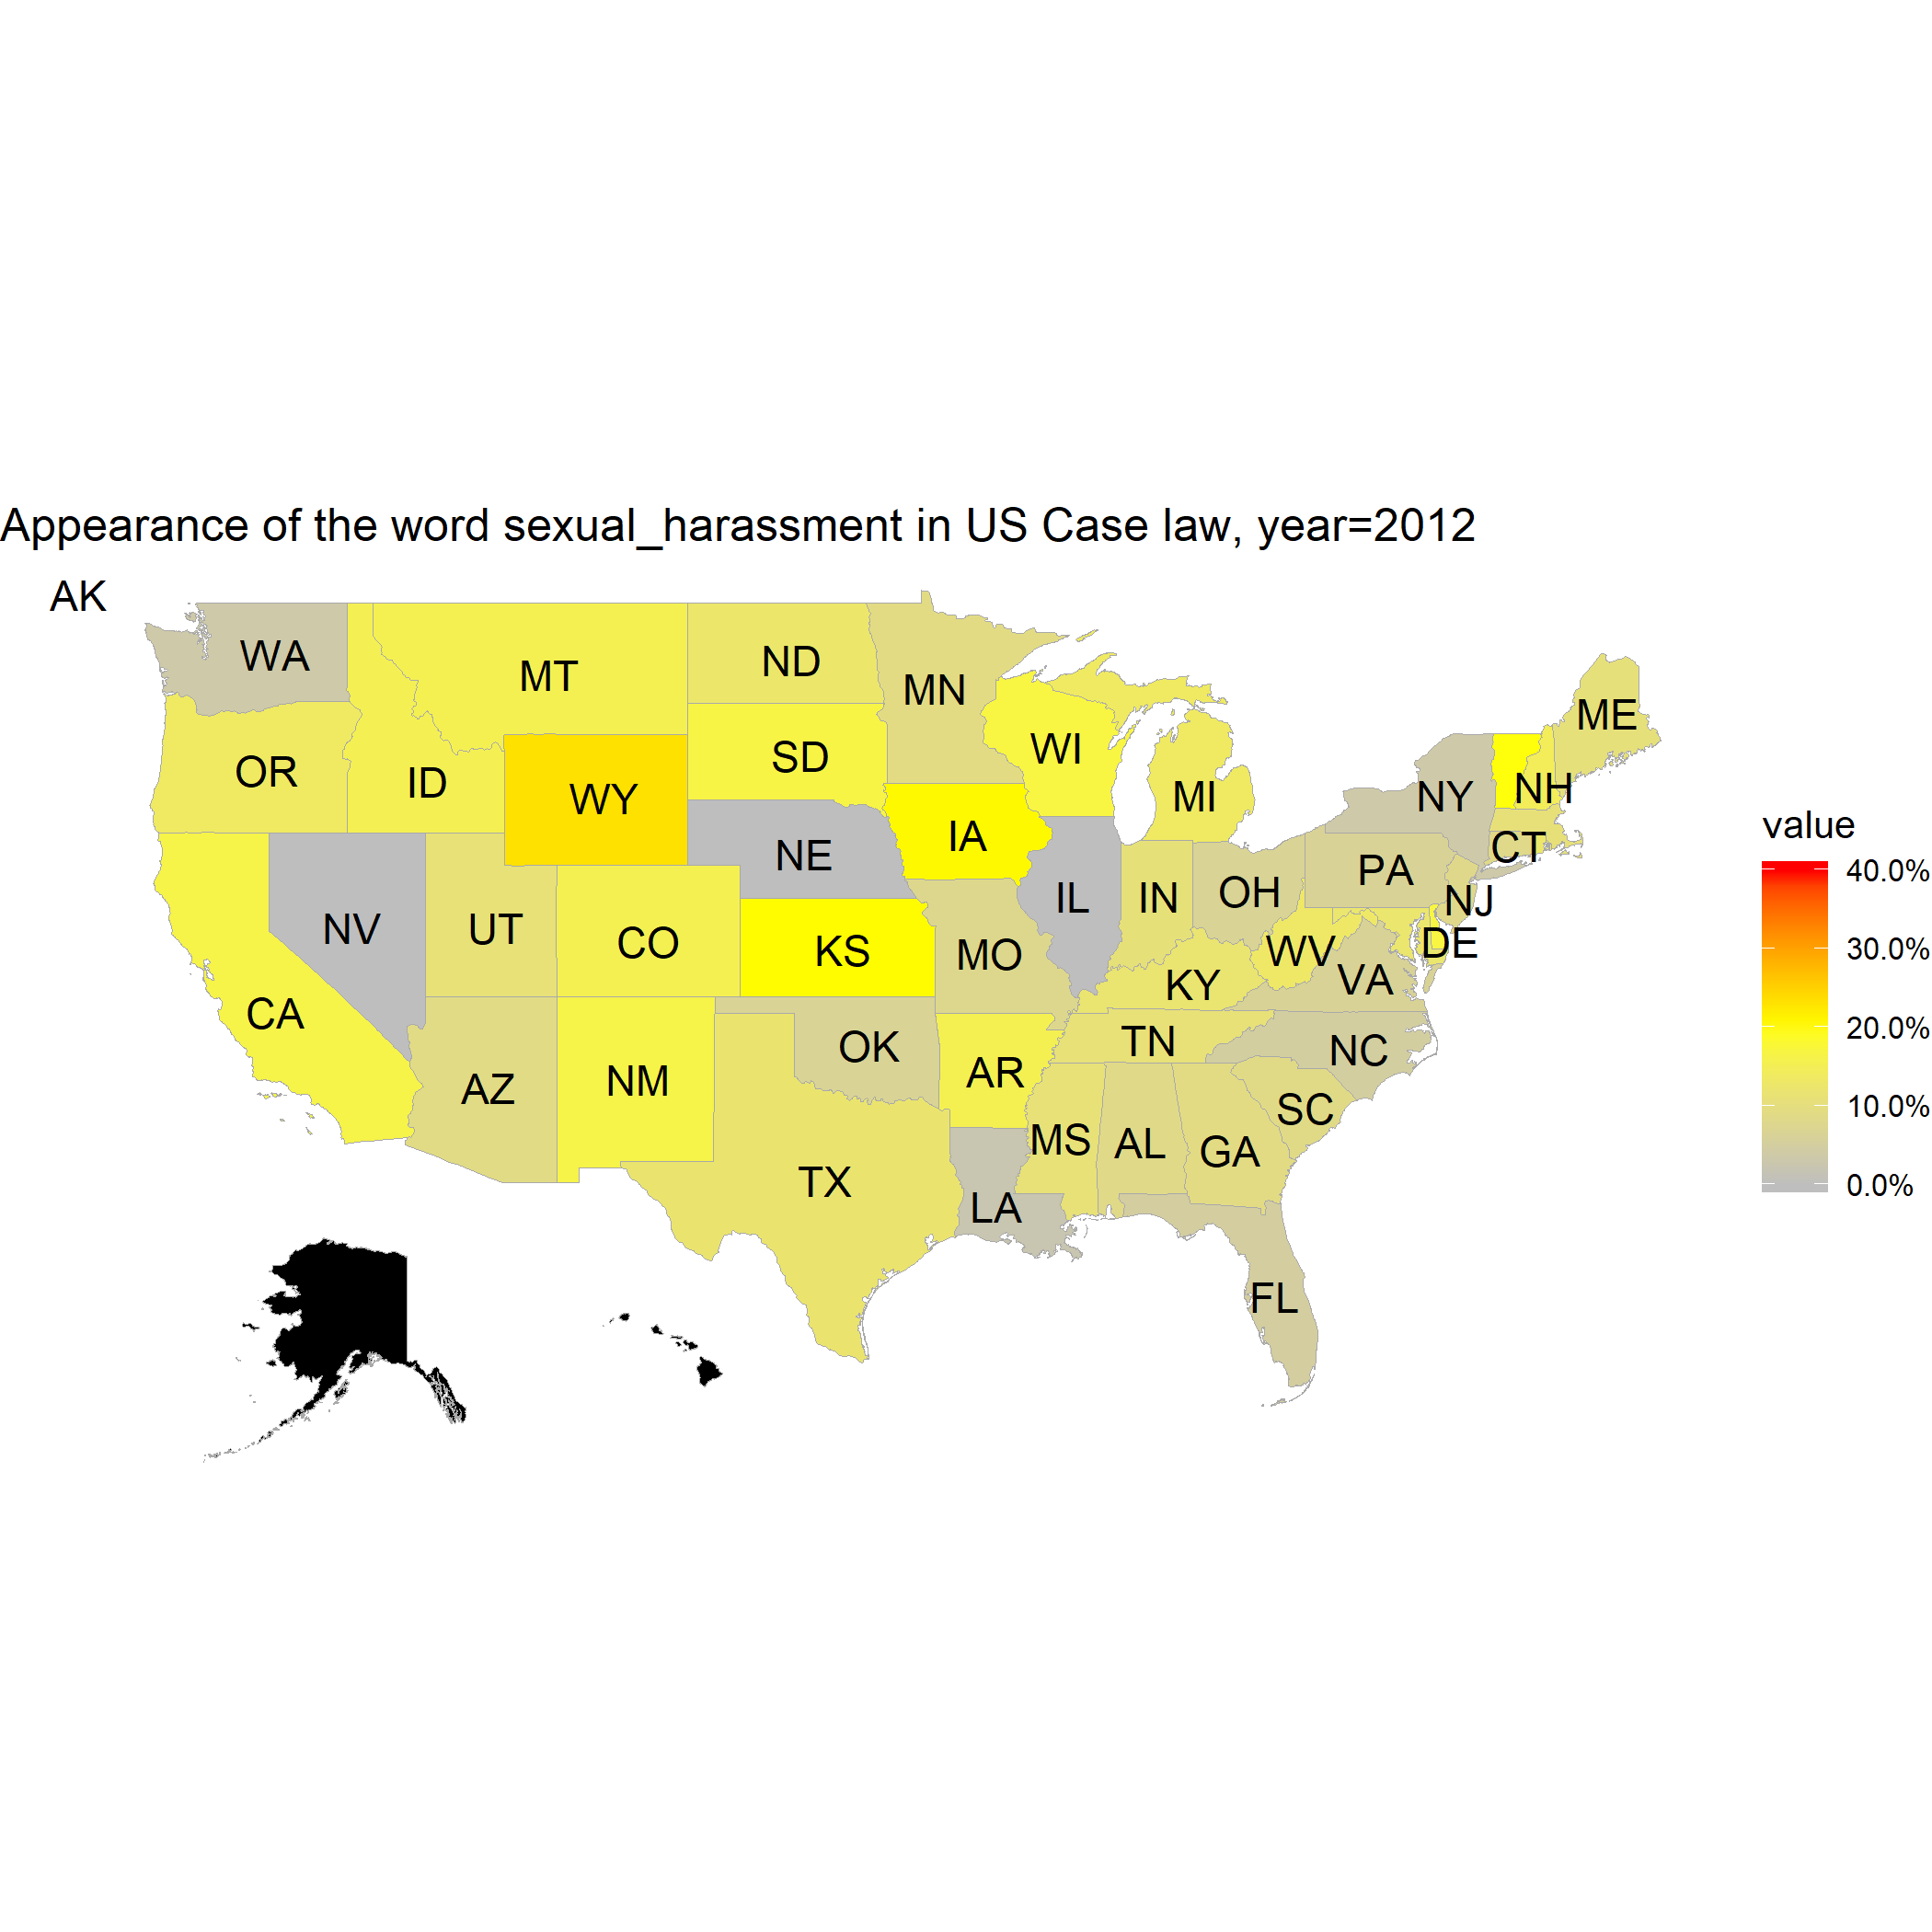 Appearance of the word sexual_harassment in US Case law, year=2012
AK
WA
MT
ND
MN
ME
OR
ID
WY
SD
WI
MI
NY
NH
NV
UT
CO
NE
IA
IL
IN
OH
PA
CT
NJ
CA
KS
MO
KY
WV
VA
DE
AZ
NM
OK
AR
TN
NC
TX
LA
MS
AL
GA
SC
FL
value
40.0%
30.0%
20.0%
10.0%
0.0%